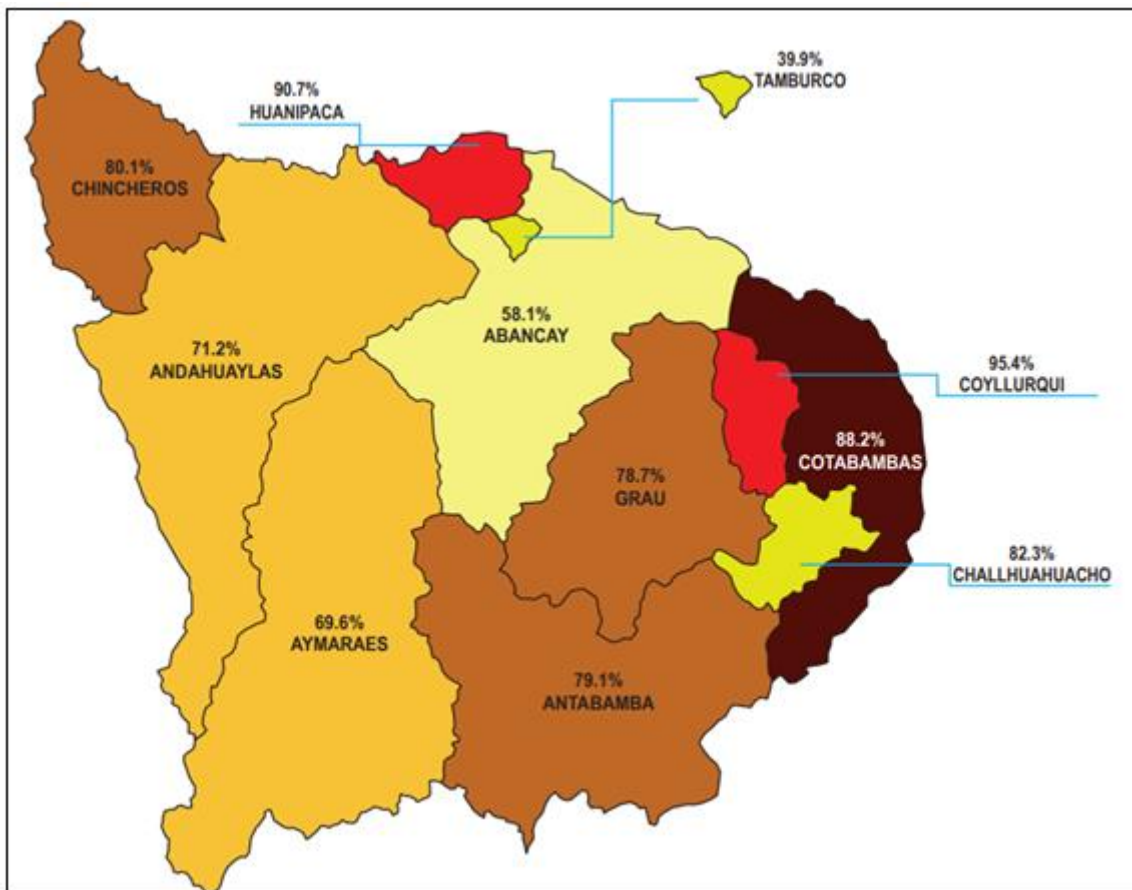 39.9%
TAMBURCO
90.7%
HUANIPACA
80.1%
CHINCHEROS
58.1%
ABANCAY
71.2%
ANDAHUAYLAS
95.4%
COYLLURQUI
88.2%
COTABAMBAS
78.7%
GRAU
82.3%
CHALLHUAHUACHO
69.6%
AYMARAES
79.1%
ANTABAMBA